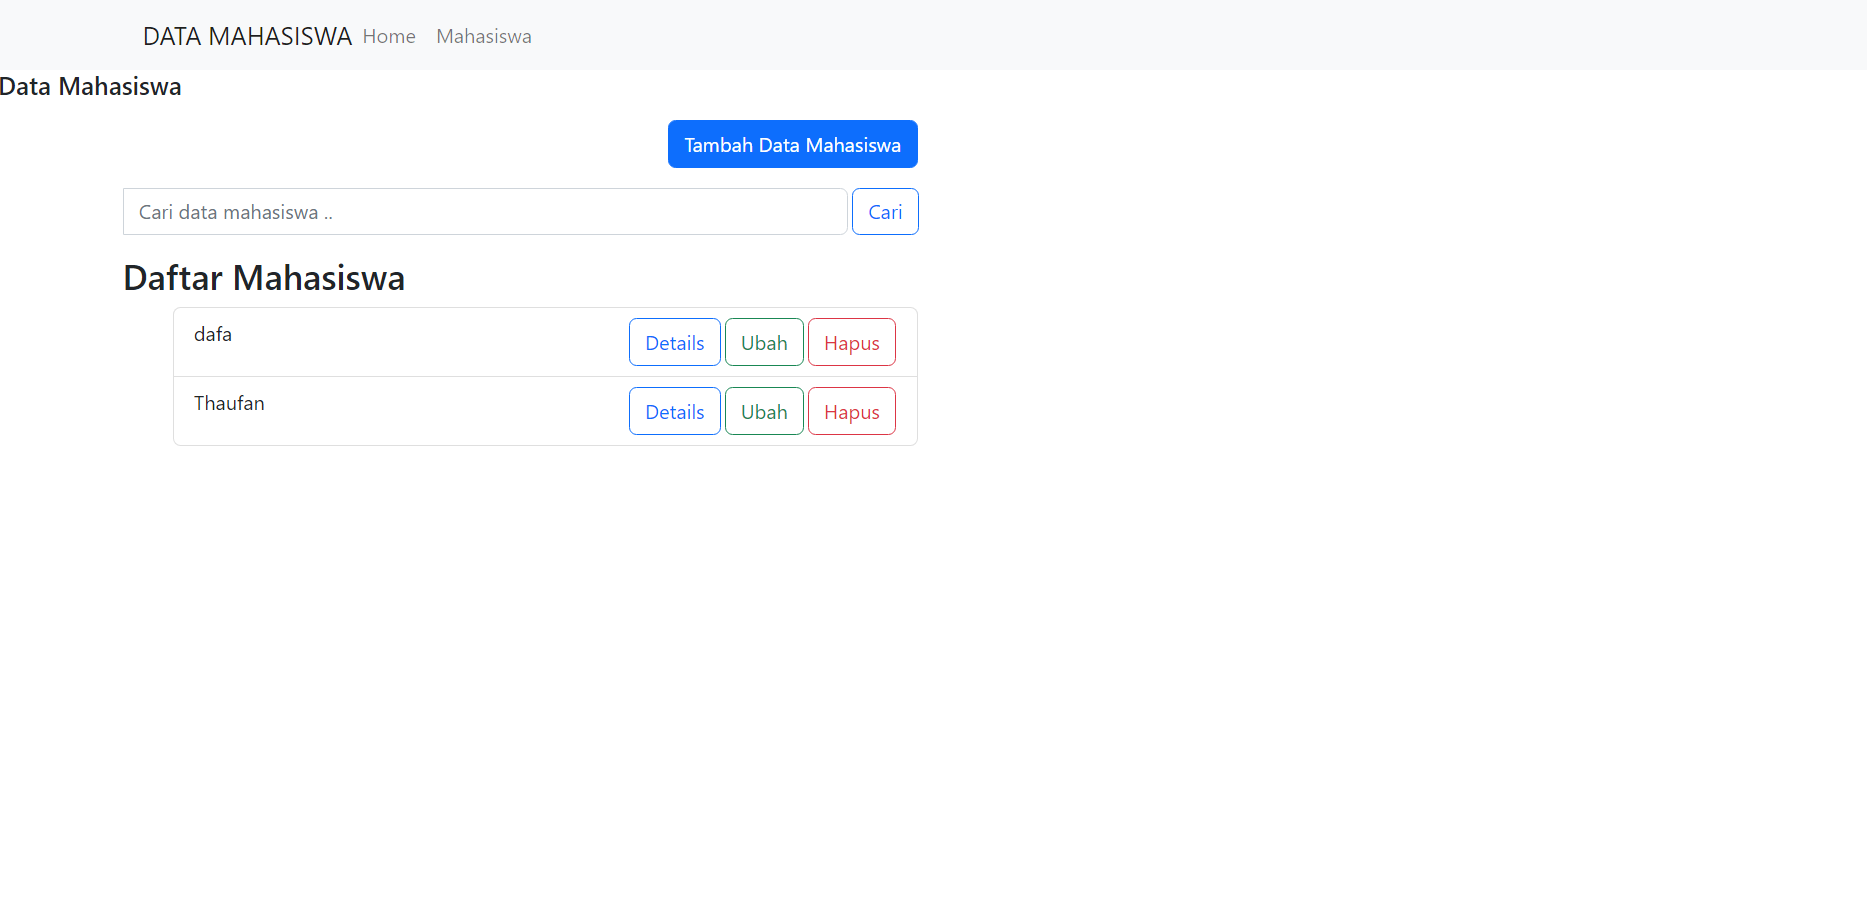 DATA MAHASISWA Home Mahasiswa
Data Mahasiswa
Tambah Data Mahasiswa
Cari data mahasiswa .. Cari
Daftar Mahasiswa
dafa Details Ubah Hapus
Thaufan Details Ubah Hapus